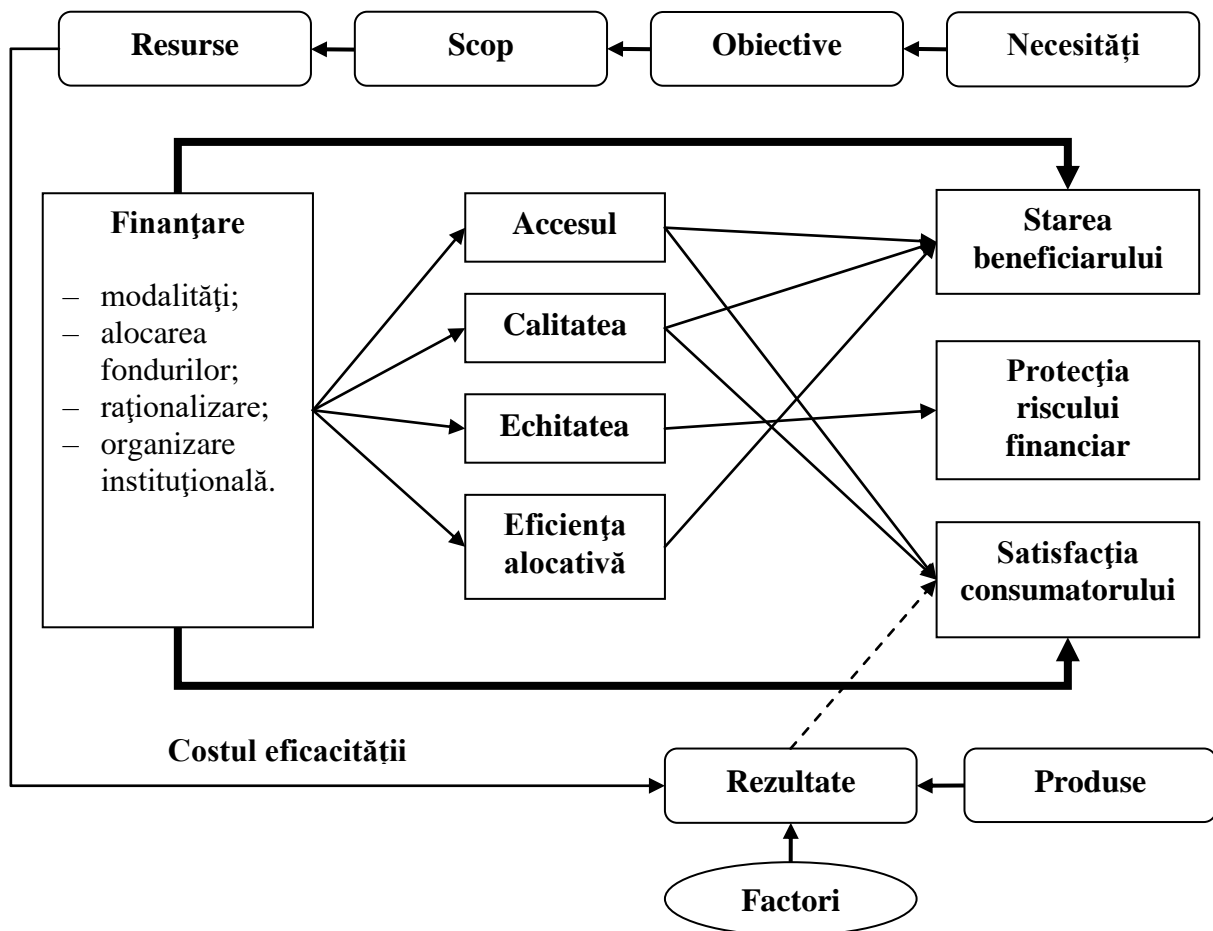 Resurse
Scop
Obiective
Necesități
Finanţare
– modalităţi;
– alocarea
fondurilor;
– raţionalizare;
– organizare
instituţională.
Accesul
Calitatea
Echitatea
Eficienţa
alocativă
Starea
beneficiarului
Protecţia
riscului
financiar
Satisfacţia
consumatorului
Costul eficacității
Rezultate
Produse
Factori